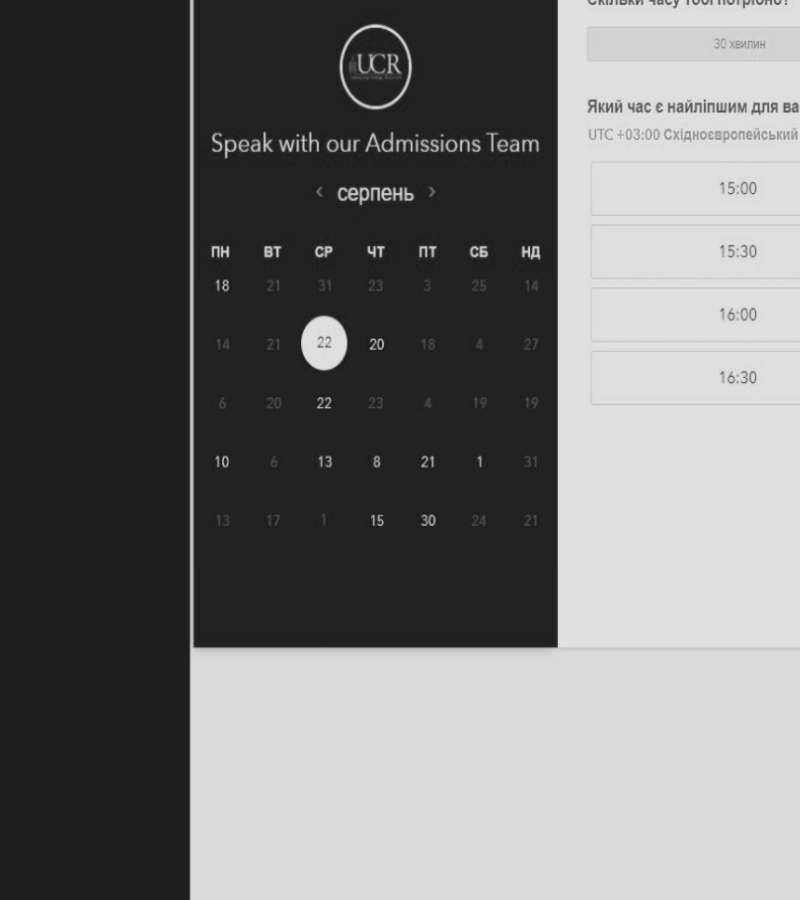 Скільки часу тобі потрібно?
30 хвилин
UCR
Speak with our Admissions Team
‹ серпень ›
Який час є найліпшим для ва
UTC +03:00 Східноєвропейський
ПН ВТ СР ЧТ ПТ СБ НД
18 21 31 23 3 25 14
14 21 22 20 18 4 27
6 20 22 23 4 19 19
10 6 13 8 21 1 31
13 17 1 15 30 24 21
15:00
15:30
16:00
16:30